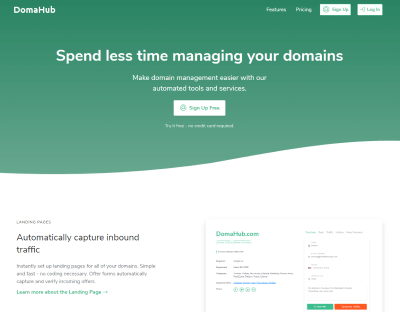 DomaHub
Features Pricing Sign Up Log In
Spend less time managing your domains
Make domain management easier with our
automated tools and services.
Sign Up Free
Try it free - no credit card required
LANDING PAGES
Automatically capture inbound
traffic
Instantly set up landing pages for all of your domains. Simple
and fast - no coding necessary. Offer forms automatically
capture and verify incoming offers.
Learn more about the Landing Page →
DomaHub.com